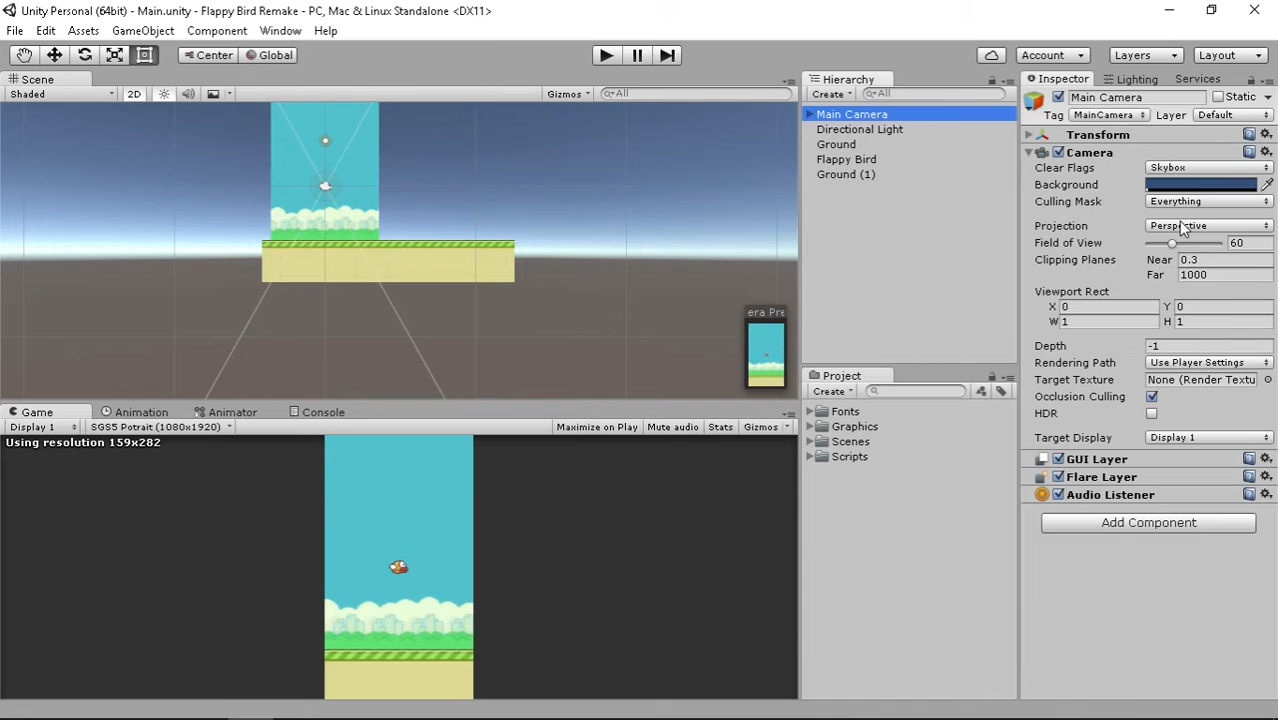 Unity Personal (64bit) - Main.unity - Flappy Bird Remake - PC, Mac & Linux Standalone <DX11>
File Edit Assets GameObject Component Window Help
Center Global Account Layers Layout
Scene
Shaded 2D Gizmos All
Hierarchy
Create All
Main Camera
Directional Light
Ground
Flappy Bird
Ground (1)
era Pre
Game Animation Animator Console
Display 1 SGS5 Potrait (1080x1920) Maximize on Play Mute audio Stats Gizmos
Using resolution 159x282
Project
Create
Fonts
Graphics
Scenes
Scripts
Inspector Lighting Services
Main Camera Static
Tag MainCamera Layer Default
Transform
Camera
Clear Flags Skybox
Background
Culling Mask Everything
Projection Perspective
Field of View 60
Clipping Planes Near 0.3
Far 1000
Viewport Rect
X 0 Y 0
W 1 H 1
Depth -1
Rendering Path Use Player Settings
Target Texture None (Render Textu
Occlusion Culling
HDR
Target Display Display 1
GUI Layer
Flare Layer
Audio Listener
Add Component